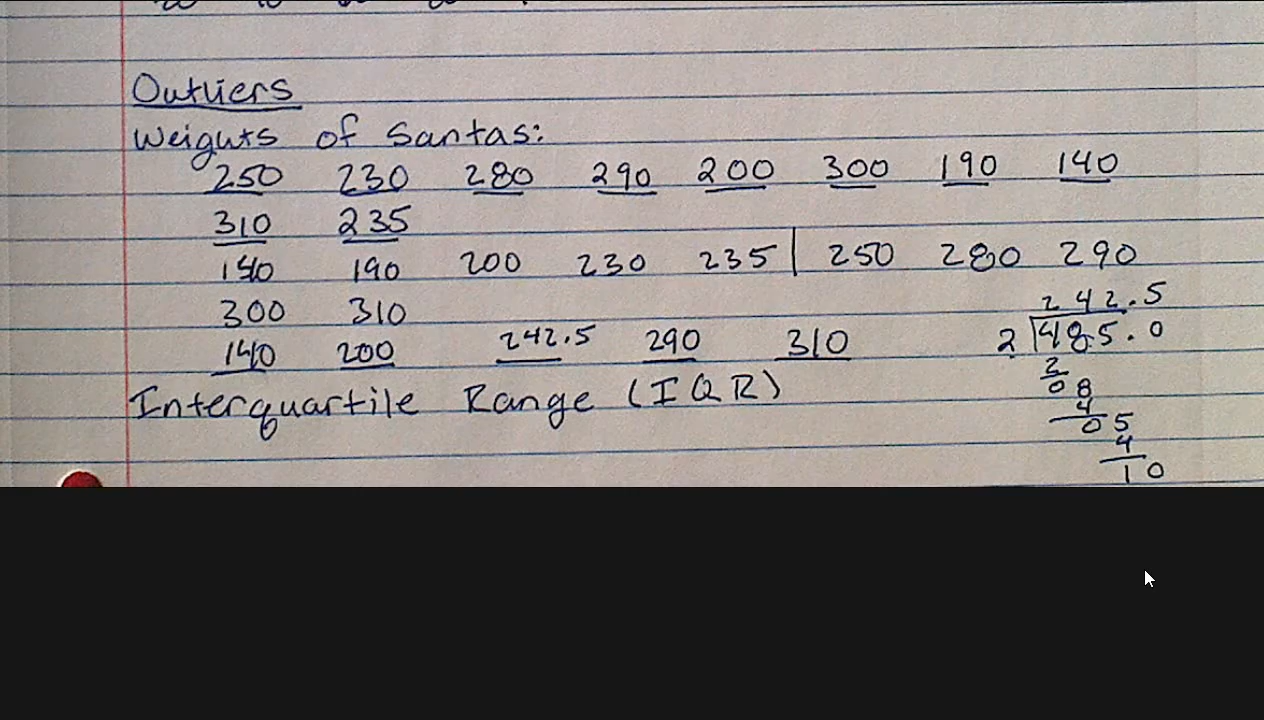 Outliers
Weights of Santas:
250 230 280 290 200 300 190 140
310 235
140 190 200 230 235 | 250 280 290
300 310
242.5
140 200 242.5 290 310
2 485.0
Interquartile Range (IQR)
2
08
4
05
4
10